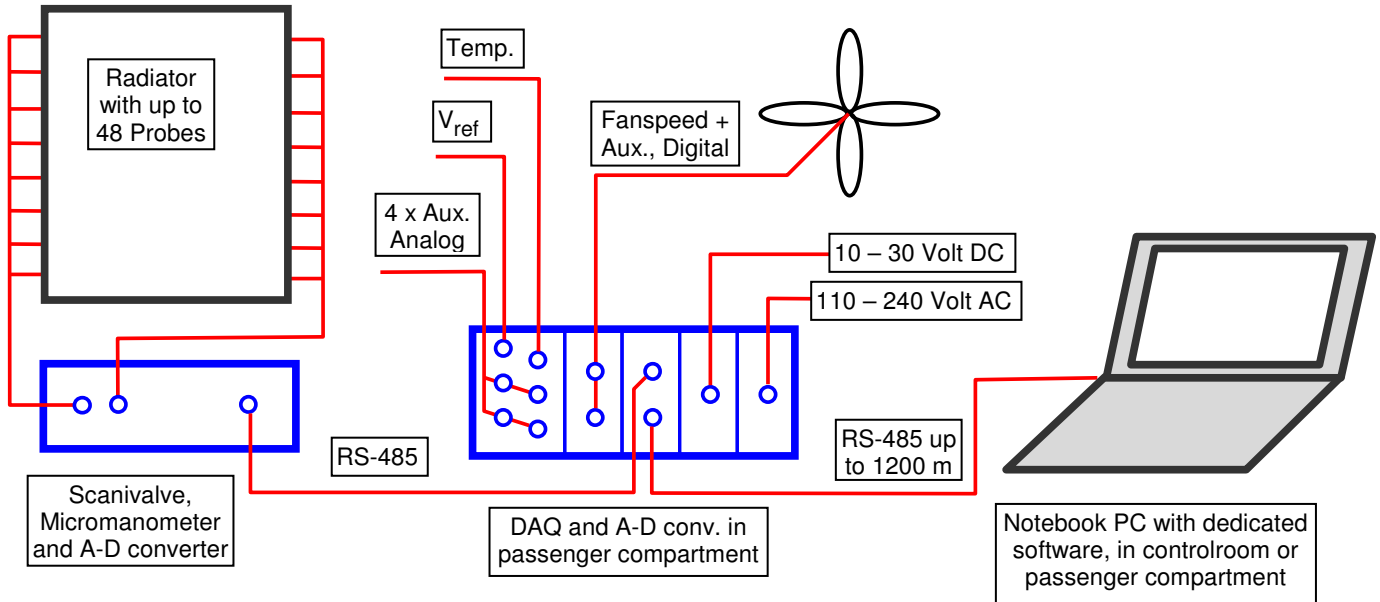 Radiator
with up to
48 Probes
Temp.
Vref
4 x Aux.
Analog
Fanspeed +
Aux., Digital
10 – 30 Volt DC
110 – 240 Volt AC
RS-485
RS-485 up
to 1200 m
Scanivalve,
Micromanometer
and A-D converter
DAQ and A-D conv. in
passenger compartment
Notebook PC with dedicated
software, in controlroom or
passenger compartment